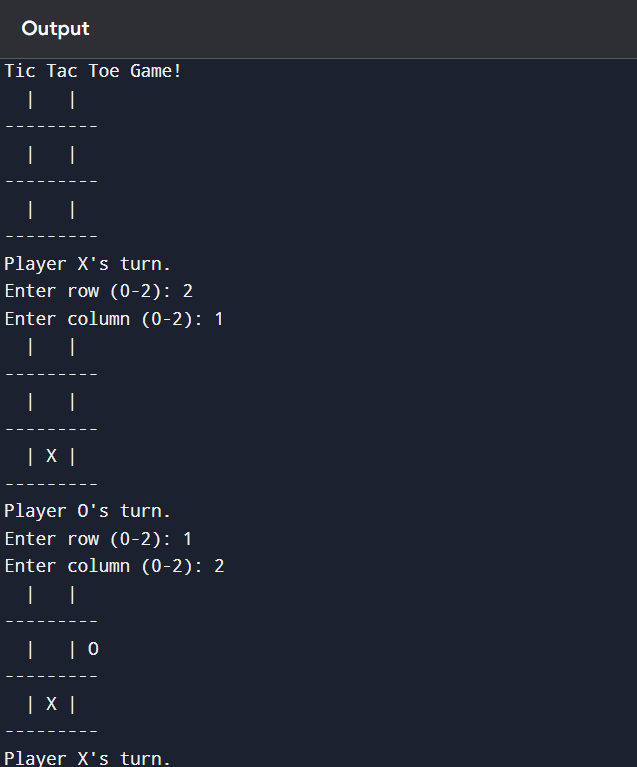 Output
Tic Tac Toe Game!
  |   |
---------
  |   |
---------
  |   |
---------
Player X's turn.
Enter row (0-2): 2
Enter column (0-2): 1
  |   |
---------
  |   |
---------
  | X |
---------
Player O's turn.
Enter row (0-2): 1
Enter column (0-2): 2
  |   |
---------
  |   | O
---------
  | X |
---------
Player X's turn.